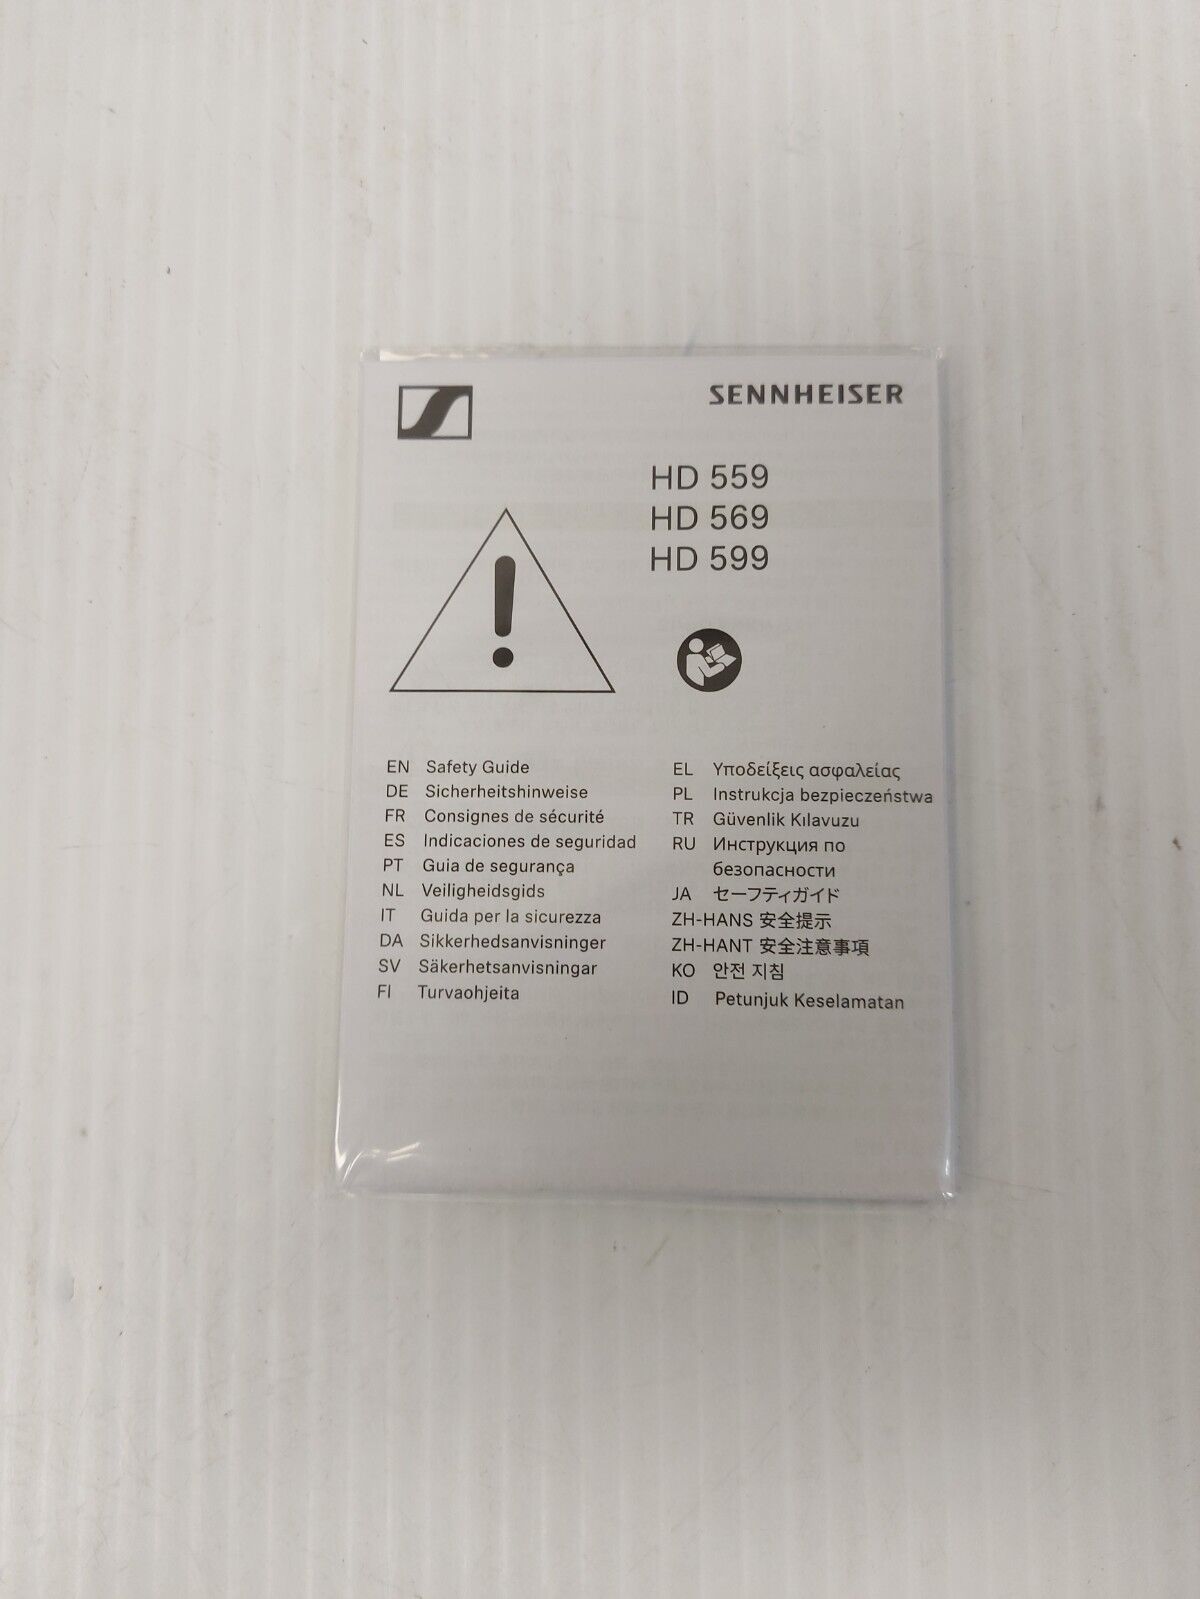 SENNHEISER
HD 559
HD 569
HD 599
EN Safety Guide
DE Sicherheitshinweise
FR Consignes de sécurité
ES Indicaciones de seguridad
PT Guia de segurança
NL Veiligheidsgids
IT Guida per la sicurezza
DA Sikkerhedsanvisninger
SV Säkerhetsanvisningar
FI Turvaohjeita
EL Υποδείξεις ασφαλείας
PL Instrukcja bezpieczeństwa
TR Güvenlik Kılavuzu
RU Инструкция по
безопасности
JA セーフティガイド
ZH-HANS 安全提示
ZH-HANT 安全注意事項
KO 안전 지침
ID Petunjuk Keselamatan